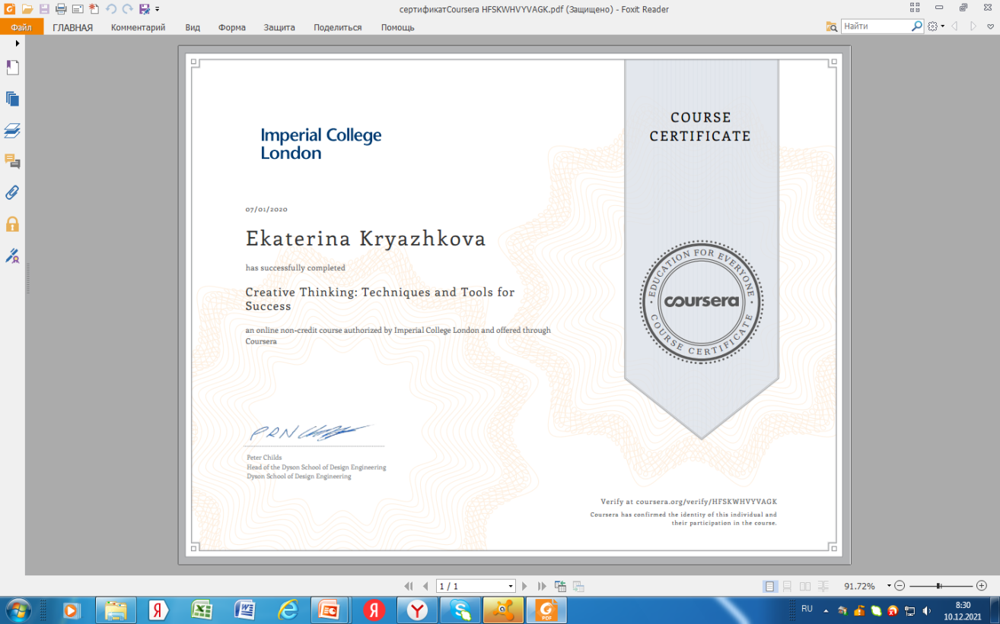 сертификатCoursera HFSKWHVYVAGK.pdf (Защищено) - Foxit Reader
Файл
ГЛАВНАЯ
Комментарий
Вид
Форма
Защита
Поделиться
Помощь
Найти
COURSE
CERTIFICATE
Imperial College
London
07/01/2020
Ekaterina Kryazhkova
has successfully completed
Creative Thinking: Techniques and Tools for
Success
an online non-credit course authorized by Imperial College London and offered through
Coursera
EDUCATION FOR EVERYONE
coursera
COURSE CERTIFICATE
PRN
Peter Childs
Head of the Dyson School of Design Engineering
Dyson School of Design Engineering
Verify at coursera.org/verify/HFSKWHVYVAGK
Coursera has confirmed the identity of this individual and
their participation in the course.
1 / 1
91.72%
RU
8:30
10.12.2021